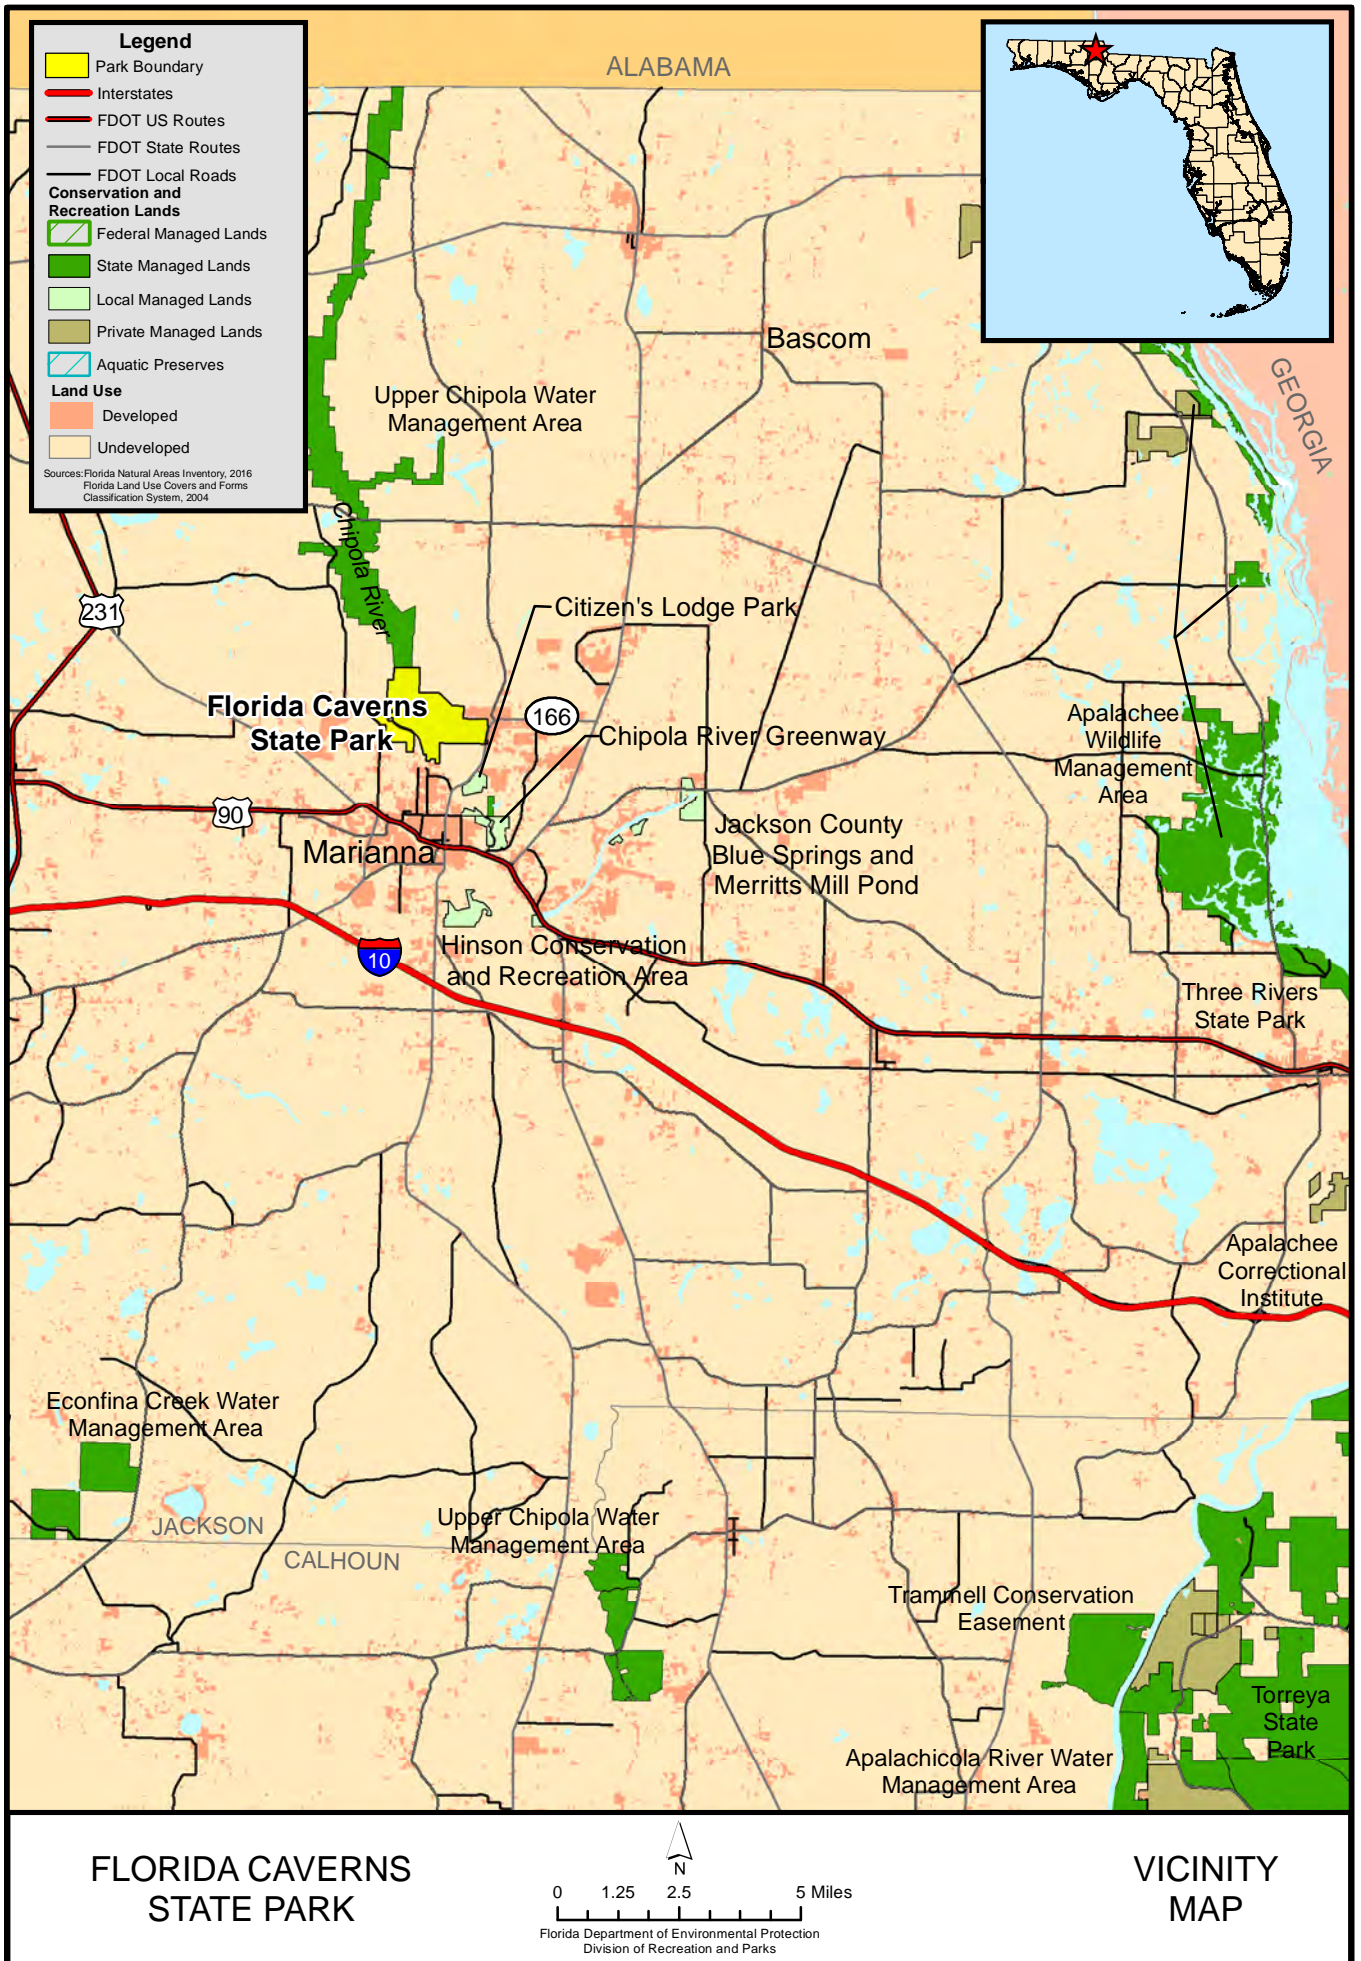 Legend
Park Boundary
Interstates
FDOT US Routes
FDOT State Routes
FDOT Local Roads
Conservation and
Recreation Lands
Federal Managed Lands
State Managed Lands
Local Managed Lands
Private Managed Lands
Aquatic Preserves
Land Use
Developed
Undeveloped
Sources:Florida Natural Areas Inventory, 2016
Florida Land Use Covers and Forms
Classification System, 2004
ALABAMA
GEORGIA
Bascom
Upper Chipola Water
Management Area
Chipola River
231
Citizen's Lodge Park
Florida Caverns
State Park
166
Chipola River Greenway
Apalachee
Wildlife
Management
Area
90
Marianna
Jackson County
Blue Springs and
Merritts Mill Pond
10
Hinson Conservation
and Recreation Area
Three Rivers
State Park
Apalachee
Correctional
Institute
Econfina Creek Water
Management Area
JACKSON
CALHOUN
Upper Chipola Water
Management Area
Trammell Conservation
Easement
Torreya
State
Park
Apalachicola River Water
Management Area
FLORIDA CAVERNS
STATE PARK
N
0 1.25 2.5 5 Miles
Florida Department of Environmental Protection
Division of Recreation and Parks
VICINITY
MAP